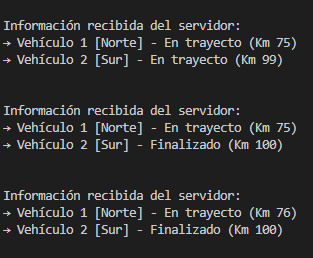 Información recibida del servidor:
→ Vehículo 1 [Norte] - En trayecto (Km 75)
→ Vehículo 2 [Sur] - En trayecto (Km 99)
Información recibida del servidor:
→ Vehículo 1 [Norte] - En trayecto (Km 75)
→ Vehículo 2 [Sur] - Finalizado (Km 100)
Información recibida del servidor:
→ Vehículo 1 [Norte] - En trayecto (Km 76)
→ Vehículo 2 [Sur] - Finalizado (Km 100)